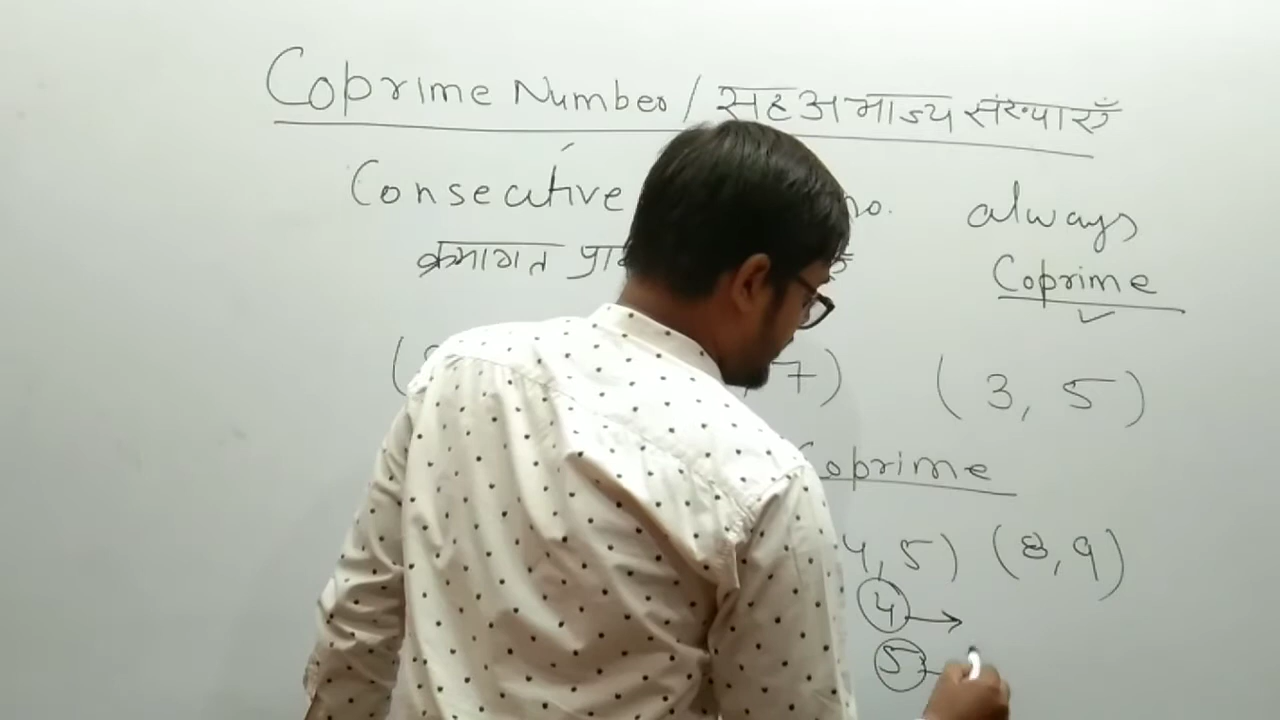 Coprime Number / सहअभाज्य संख्याएँ
Consecutive no. always
Coprime
क्रमागत
7) (3, 5)
Coprime
4, 5) (8, 9)
4 →
5